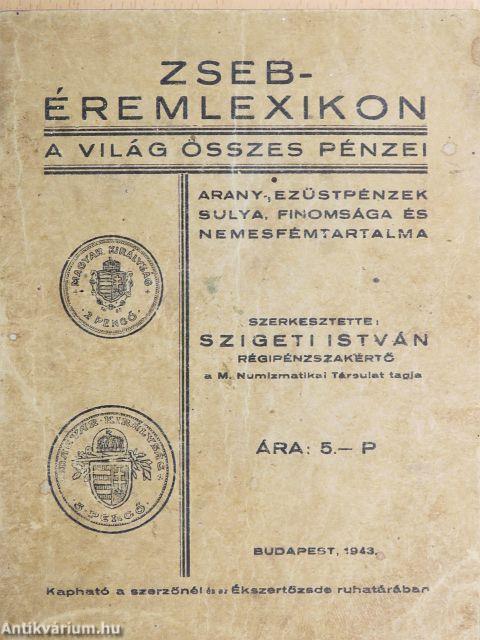 ZSEB-
ÉREMLEXIKON
A VILÁG ÖSSZES PÉNZEI
ARANY-, EZÜSTPÉNZEK
SULYA, FINOMSÁGA ÉS
NEMESFÉMTARTALMA
MAGYAR KIRÁLYSÁG
2 PENGŐ
SZERKESZTETTE:
SZIGETI ISTVÁN
RÉGIPÉNZSZAKÉRTŐ
a M. Numizmatikai Társulat tagja
MAGYAR KIRÁLYSÁG
5 PENGŐ
ÁRA: 5.— P
BUDAPEST, 1943.
Kapható a szerzőnél és az Ékszertőzsde ruhatárában
Antikvárium.hu